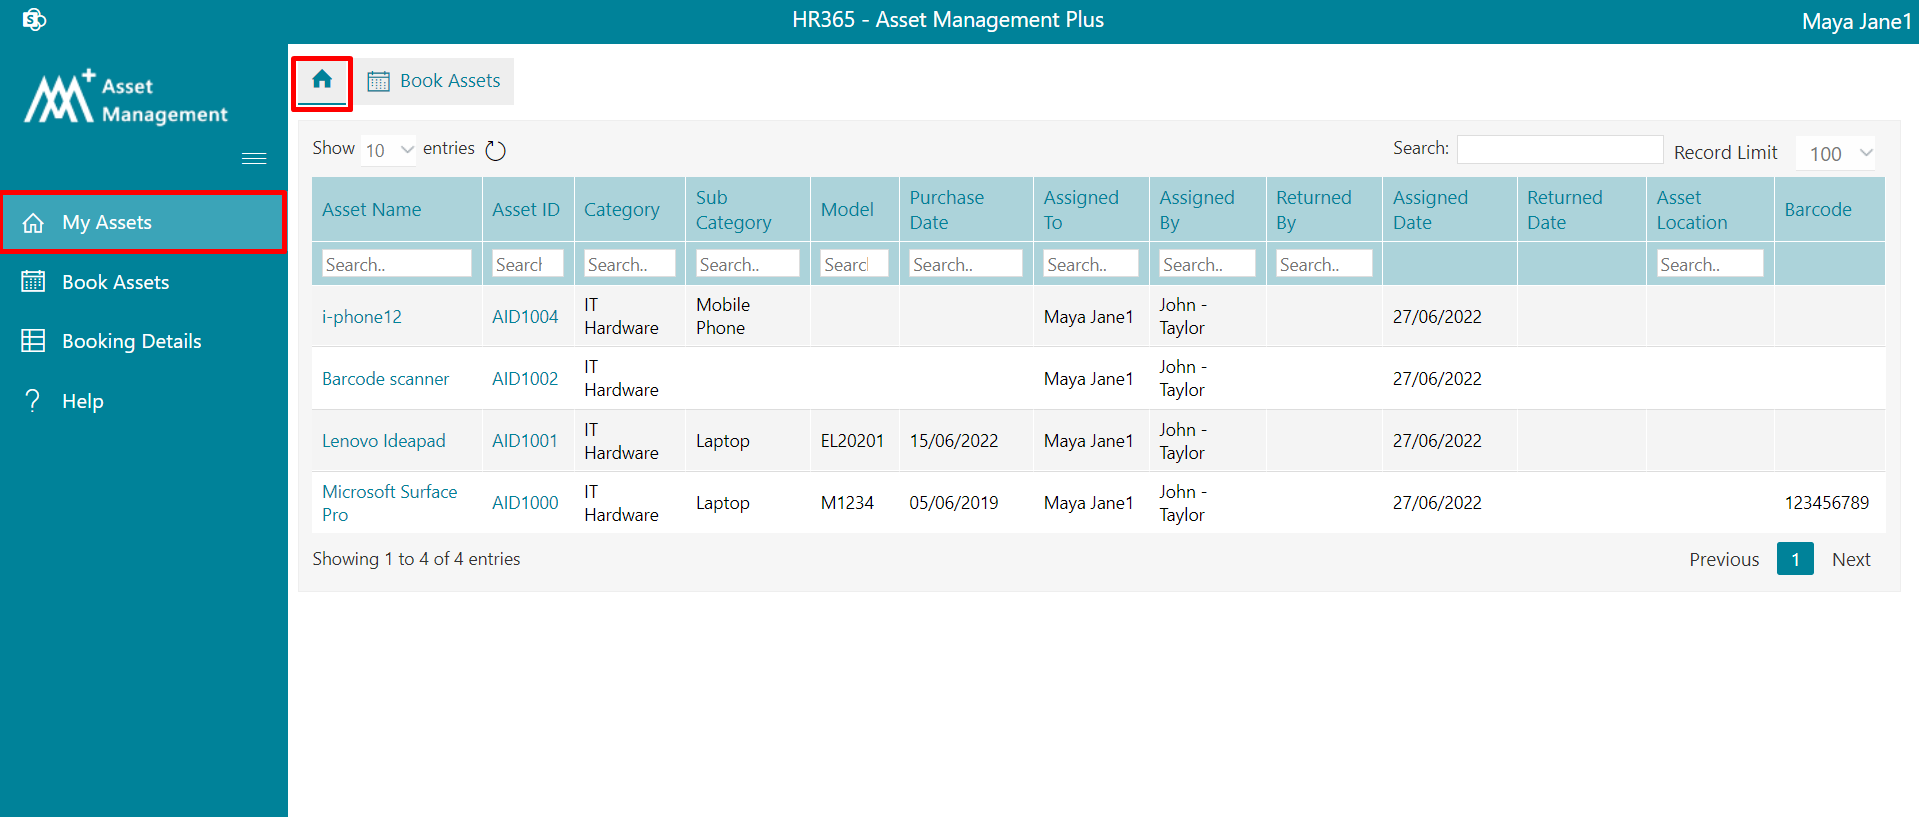 HR365 - Asset Management Plus
Maya Jane1
Asset
Management
My Assets
Book Assets
Booking Details
? Help
Book Assets
Show 10 entries
Search:
Record Limit 100
Asset Name Asset ID Category Sub Category Model Purchase Date Assigned To Assigned By Returned By Assigned Date Returned Date Asset Location Barcode
Search.. Search Search.. Search.. Search Search.. Search.. Search.. Search.. Search..
i-phone12 AID1004 IT Hardware Mobile Phone Maya Jane1 John - Taylor 27/06/2022
Barcode scanner AID1002 IT Hardware Maya Jane1 John - Taylor 27/06/2022
Lenovo Ideapad AID1001 IT Hardware Laptop EL20201 15/06/2022 Maya Jane1 John - Taylor 27/06/2022
Microsoft Surface Pro AID1000 IT Hardware Laptop M1234 05/06/2019 Maya Jane1 John - Taylor 27/06/2022 123456789
Showing 1 to 4 of 4 entries
Previous 1 Next